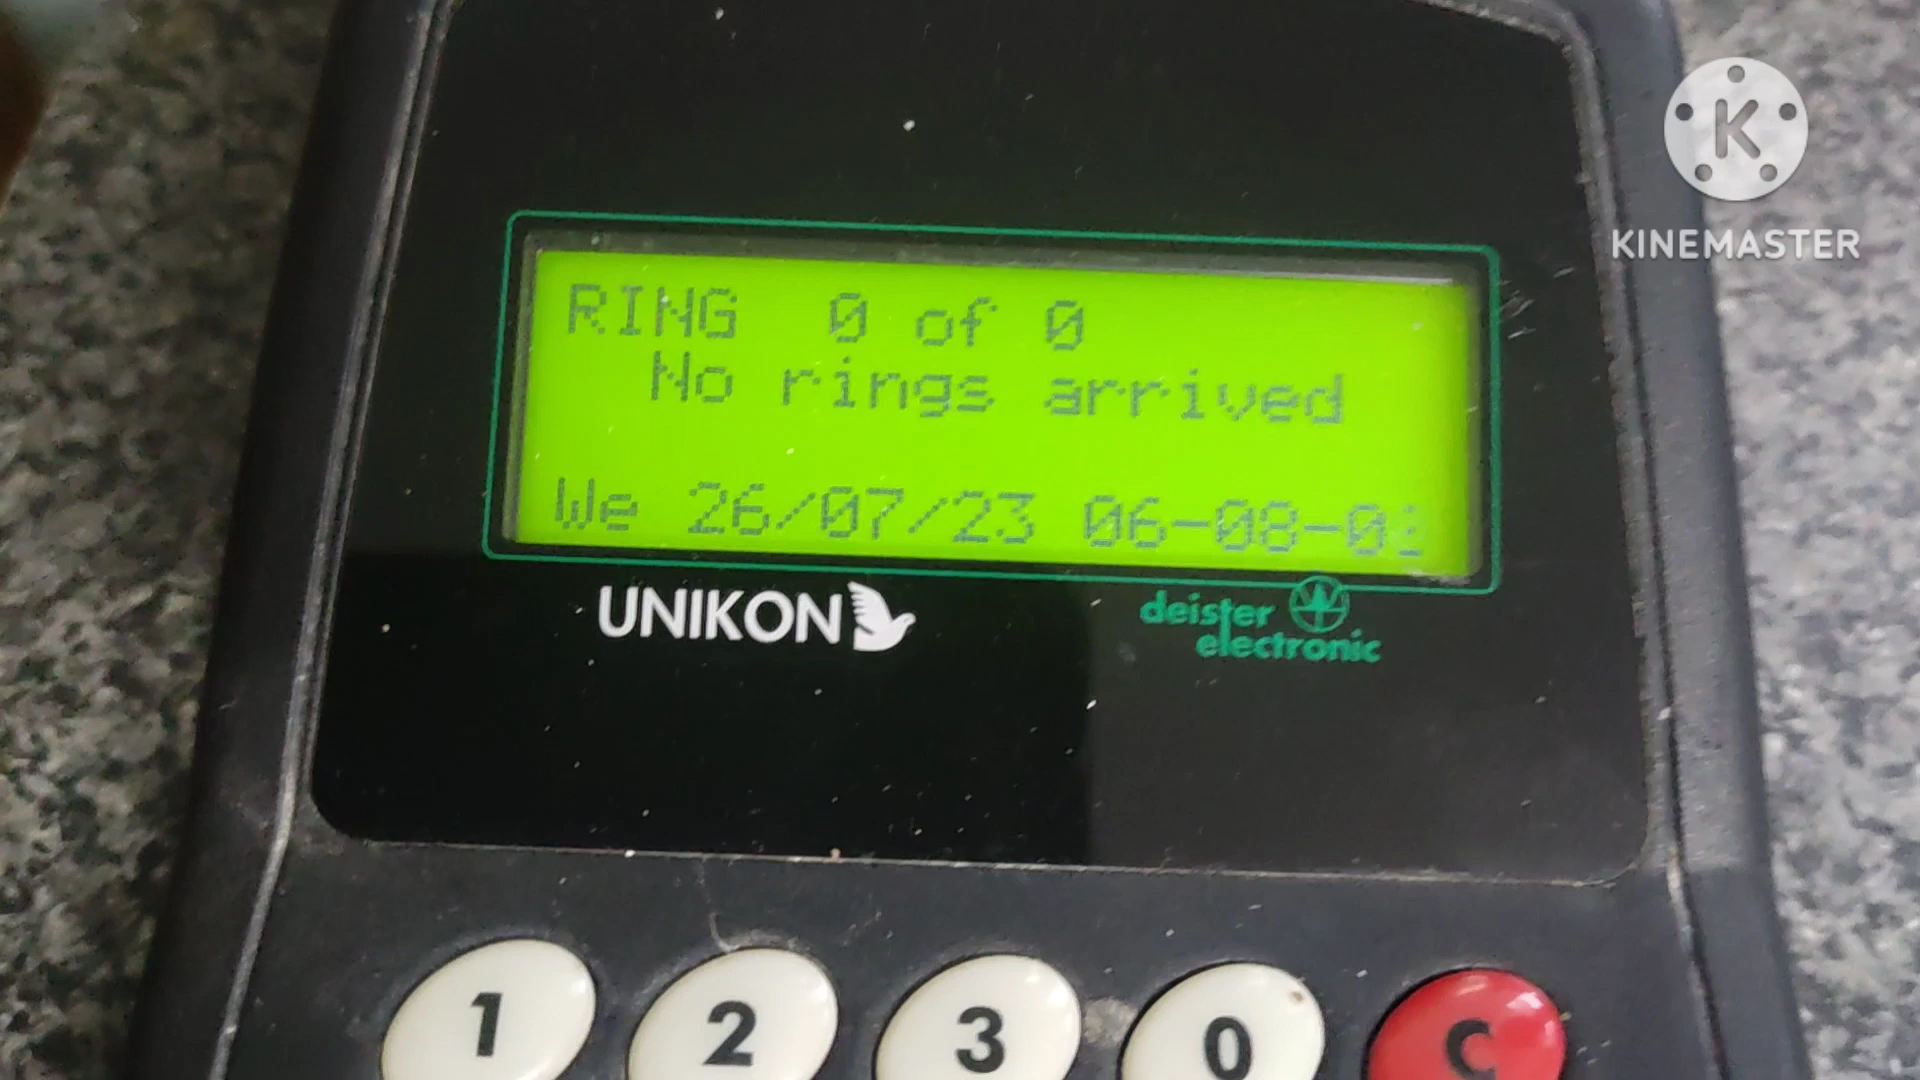 RING 0 of 0
No rings arrived
We 26/07/23 06-08-0
UNIKON
deister
electronic
1 2 3 0 C
K
KINEMASTER